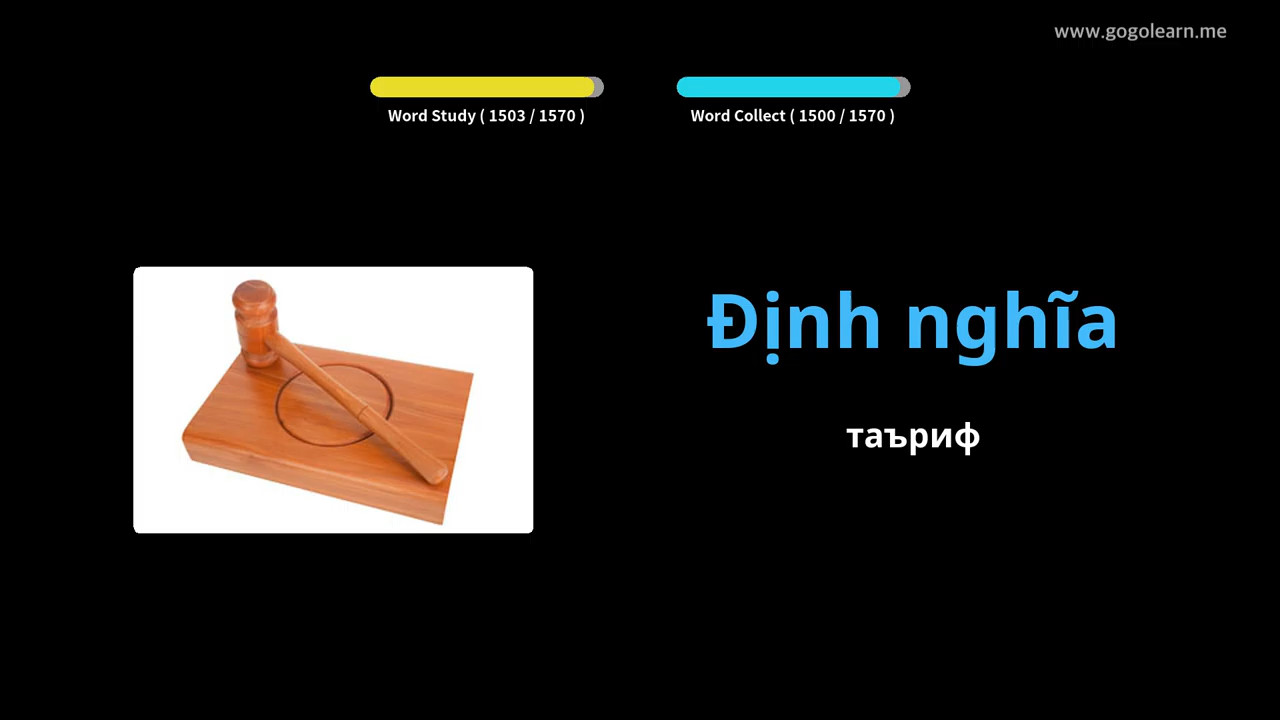 www.gogolearn.me
Word Study ( 1503 / 1570 )
Word Collect ( 1500 / 1570 )
Định nghĩa
таъриф